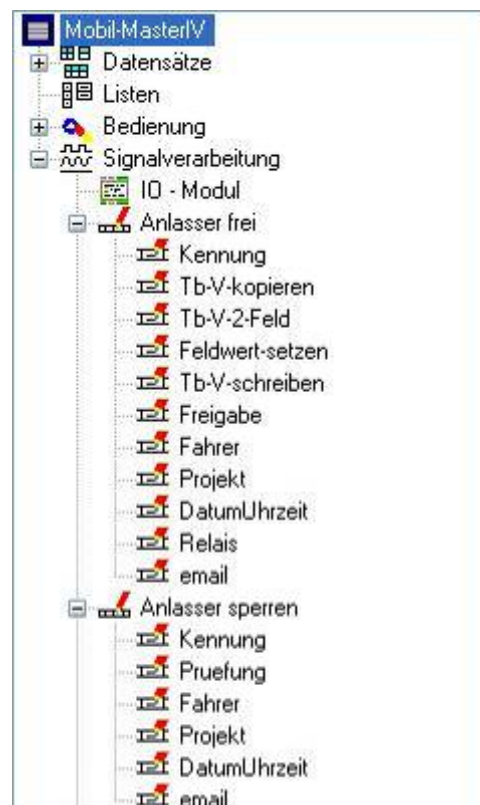 Mobil-MasterIV
Datensätze
Listen
Bedienung
Signalverarbeitung
IO - Modul
Anlasser frei
Kennung
Tb-V-kopieren
Tb-V-2-Feld
Feldwert-setzen
Tb-V-schreiben
Freigabe
Fahrer
Projekt
DatumUhrzeit
Relais
email
Anlasser sperren
Kennung
Pruefung
Fahrer
Projekt
DatumUhrzeit
email